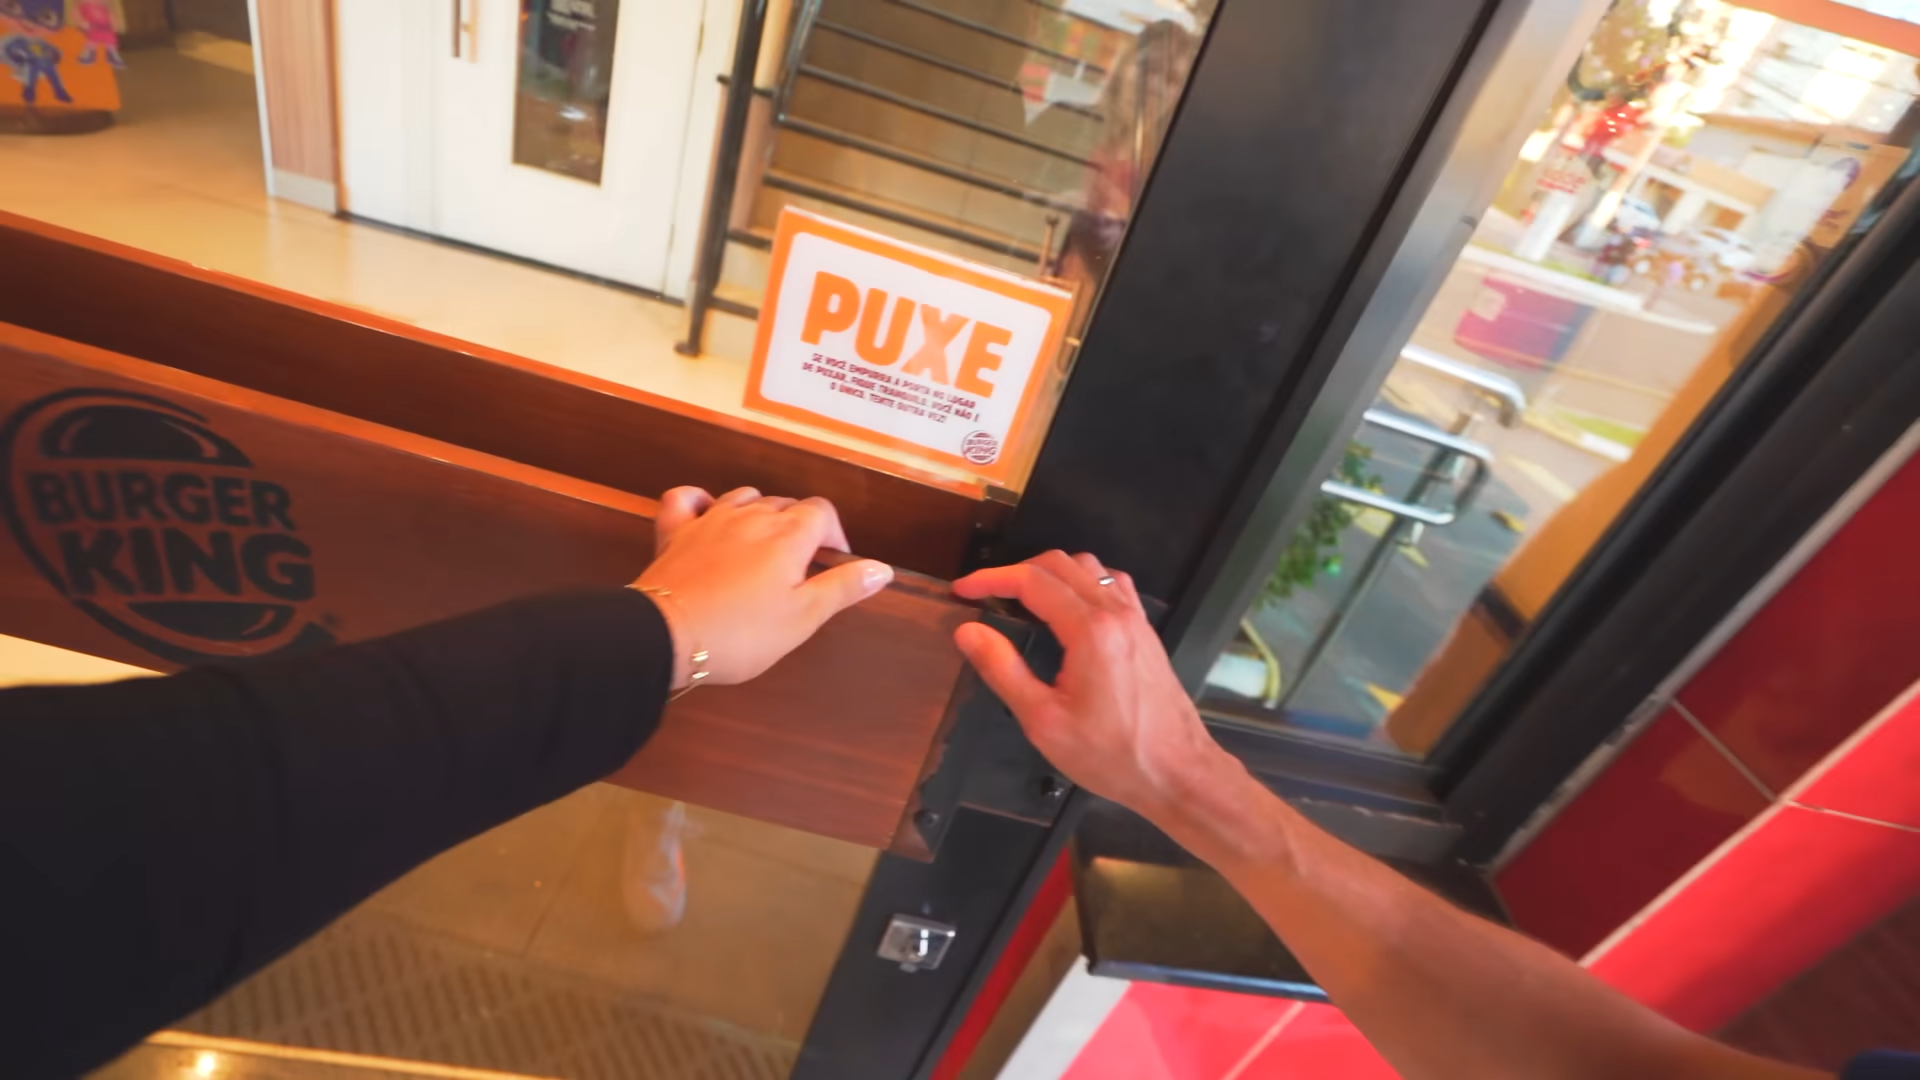 PUXE
SE VOCÊ EMPURRA A PORTA NO LUGAR
DE PUXAR, FIQUE TRANQUILO. VOCÊ NÃO É
O ÚNICO. TENTE OUTRA VEZ!
BURGER
KING
BURGER
KING